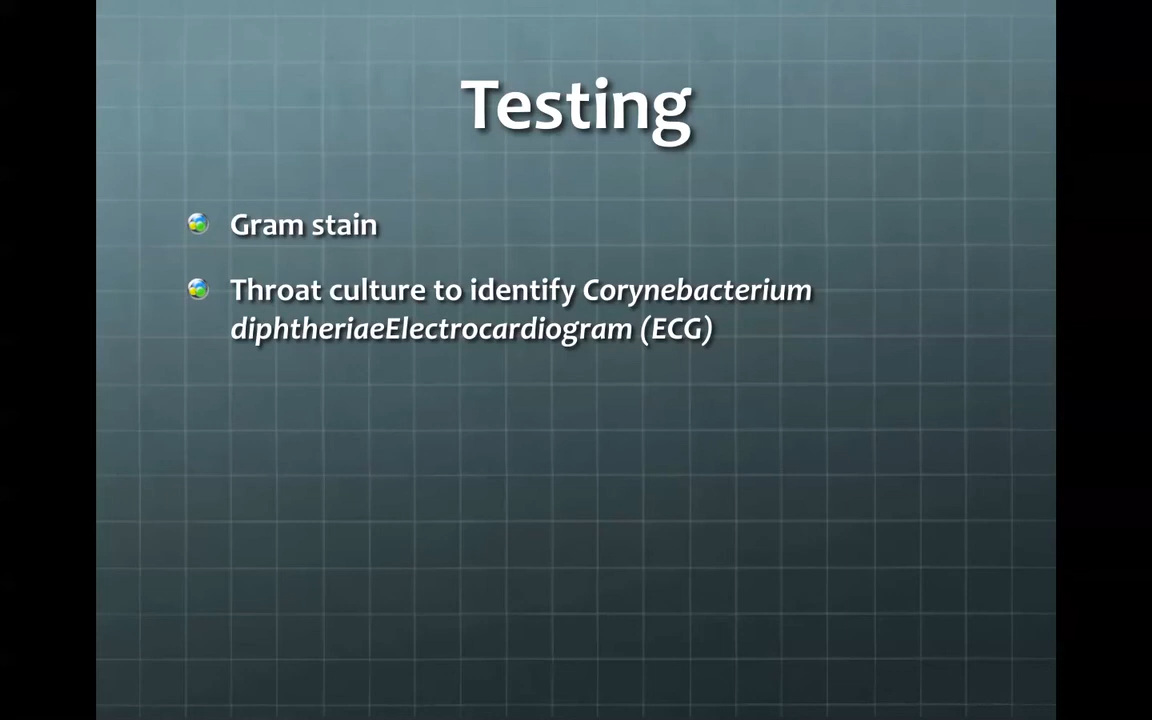 Testing
Gram stain
Throat culture to identify Corynebacterium
diphtheriaeElectrocardiogram (ECG)